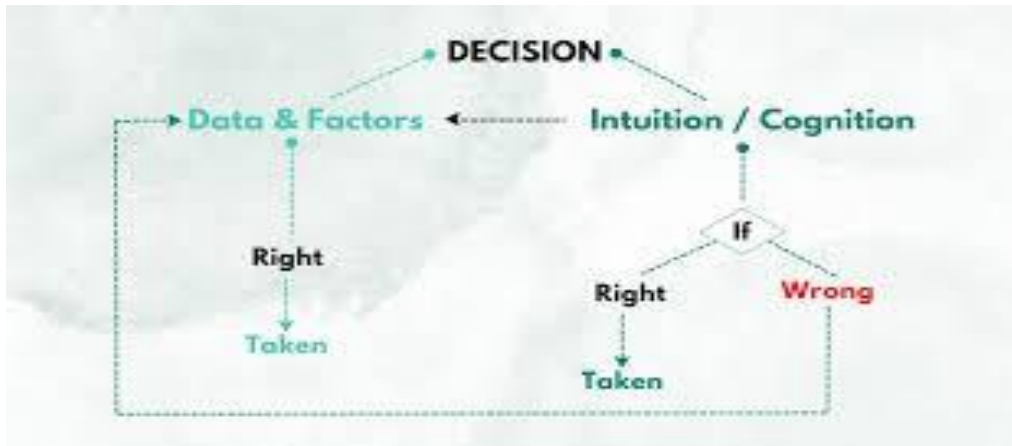 DECISION
Data & Factors
Intuition / Cognition
If
Right
Right
Wrong
Taken
Taken